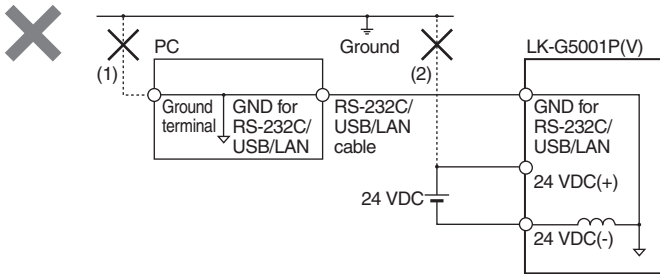 PC
Ground
LK-G5001P(V)
(1)
(2)
Ground
terminal
GND for
RS-232C/
USB/LAN
RS-232C/
USB/LAN
cable
GND for
RS-232C/
USB/LAN
24 VDC(+)
24 VDC
24 VDC(-)